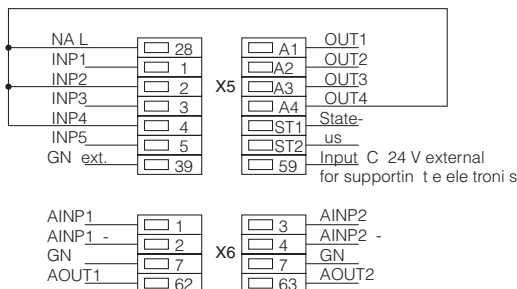 NA L 28 A1 OUT1
INP1 1 A2 OUT2
INP2 2 X5 A3 OUT3
INP3 3 A4 OUT4
INP4 4 ST1 State-
INP5 5 ST2 us
GN ext. 39 59 Input C 24 V external
for supportin t e ele troni s
AINP1 1 3 AINP2
AINP1 - 2 X6 4 AINP2 -
GN 7 7 GN
AOUT1 62 63 AOUT2